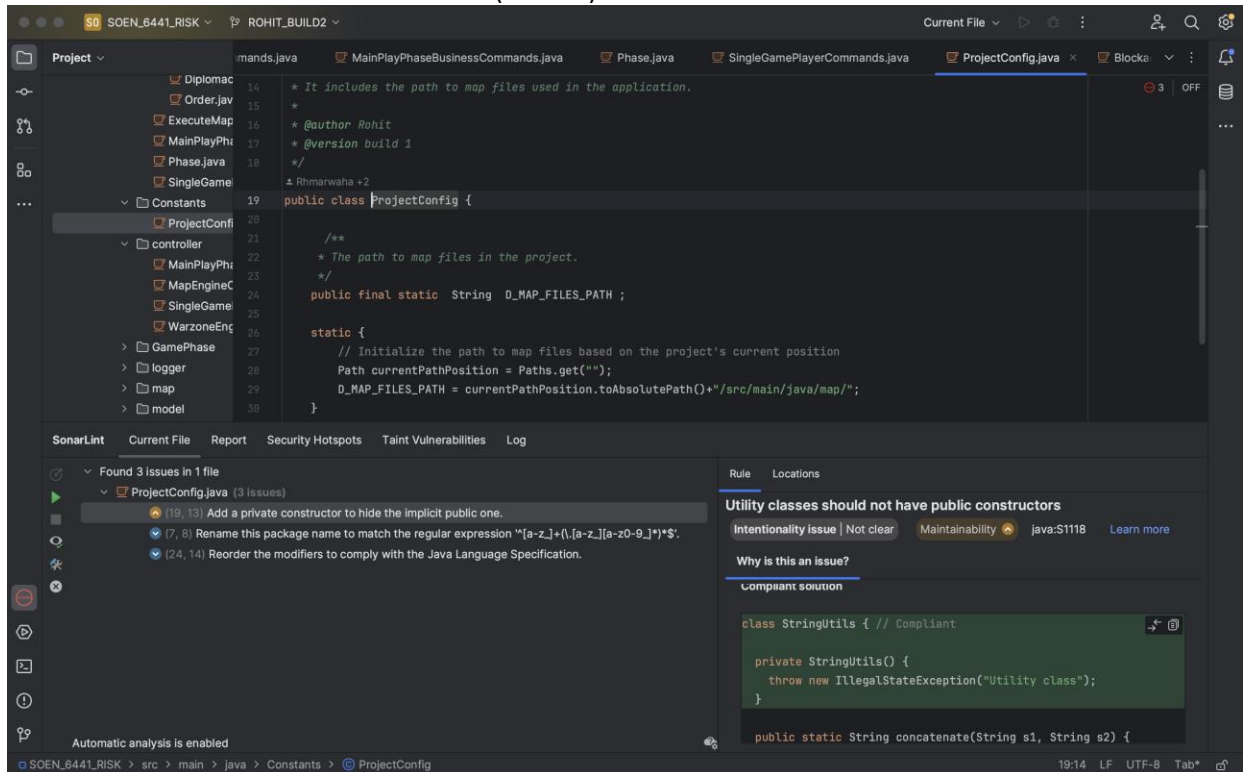 SO SOEN_6441_RISK ROHIT_BUILD2 Current File
Project
mmands.java MainPlayPhaseBusinessCommands.java Phase.java SingleGamePlayerCommands.java ProjectConfig.java × Blocka
Diplomac
Order.jav
ExecuteMap
MainPlayPha
Phase.java
SingleGame
Constants
ProjectConfi
controller
MainPlayPha
MapEngineC
SingleGame
WarzoneEng
GamePhase
logger
map
model
3 OFF
14 * It includes the path to map files used in the application.
15 *
16 * @author Rohit
17 * @version build 1
18 */
Rhmarwaha +2
19 public class ProjectConfig {
20
21 /**
22 * The path to map files in the project.
23 */
24 public final static String D_MAP_FILES_PATH ;
25
26 static {
27 // Initialize the path to map files based on the project's current position
28 Path currentPathPosition = Paths.get("");
29 D_MAP_FILES_PATH = currentPathPosition.toAbsolutePath()+"/src/main/java/map/";
30 }
SonarLint Current File Report Security Hotspots Taint Vulnerabilities Log
Found 3 issues in 1 file
ProjectConfig.java (3 issues)
(19, 13) Add a private constructor to hide the implicit public one.
(7, 8) Rename this package name to match the regular expression '^[a-z_]+(\.[a-z_][a-z0-9_]*)*$'.
(24, 14) Reorder the modifiers to comply with the Java Language Specification.
Automatic analysis is enabled
Rule Locations
Utility classes should not have public constructors
Intentionality issue | Not clear Maintainability java:S1118 Learn more
Why is this an issue?
Compliant solution
class StringUtils { // Compliant
private StringUtils() {
throw new IllegalStateException("Utility class");
}
public static String concatenate(String s1, String s2) {
SOEN_6441_RISK > src > main > java > Constants > ProjectConfig 19:14 LF UTF-8 Tab*